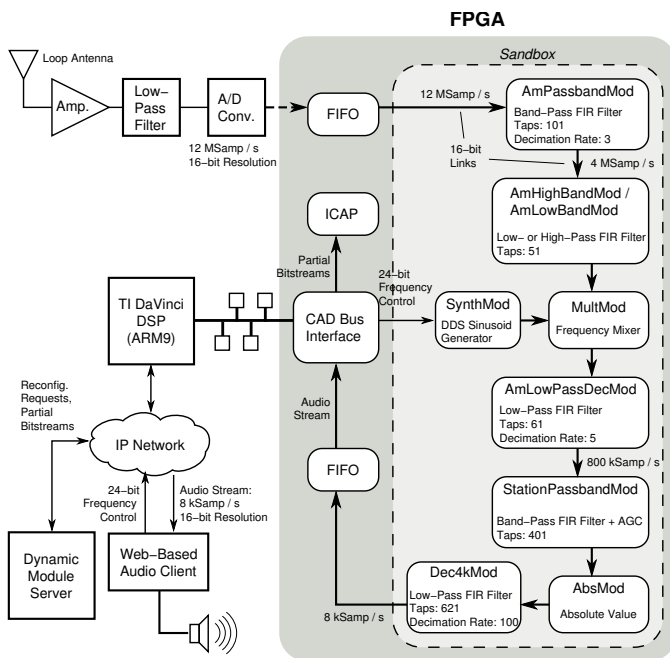 FPGA
Sandbox
Loop Antenna
Amp.
Low-
Pass
Filter
A/D
Conv.
12 MSamp / s
16-bit Resolution
FIFO
12 MSamp / s
AmPassbandMod
Band-Pass FIR Filter
Taps: 101
Decimation Rate: 3
16-bit
Links
4 MSamp / s
ICAP
AmHighBandMod /
AmLowBandMod
Low- or High-Pass FIR Filter
Taps: 51
Partial
Bitstreams
24-bit
Frequency
Control
TI DaVinci
DSP
(ARM9)
CAD Bus
Interface
SynthMod
DDS Sinusoid
Generator
MultMod
Frequency Mixer
Reconfig.
Requests,
Partial
Bitstreams
Audio
Stream
AmLowPassDecMod
Low-Pass FIR Filter
Taps: 61
Decimation Rate: 5
IP Network
FIFO
800 kSamp / s
24-bit
Frequency
Control
Audio Stream:
8 kSamp / s
16-bit Resolution
StationPassbandMod
Band-Pass FIR Filter + AGC
Taps: 401
Dynamic
Module
Server
Web-Based
Audio Client
8 kSamp / s
Dec4kMod
Low-Pass FIR Filter
Taps: 621
Decimation Rate: 100
AbsMod
Absolute Value